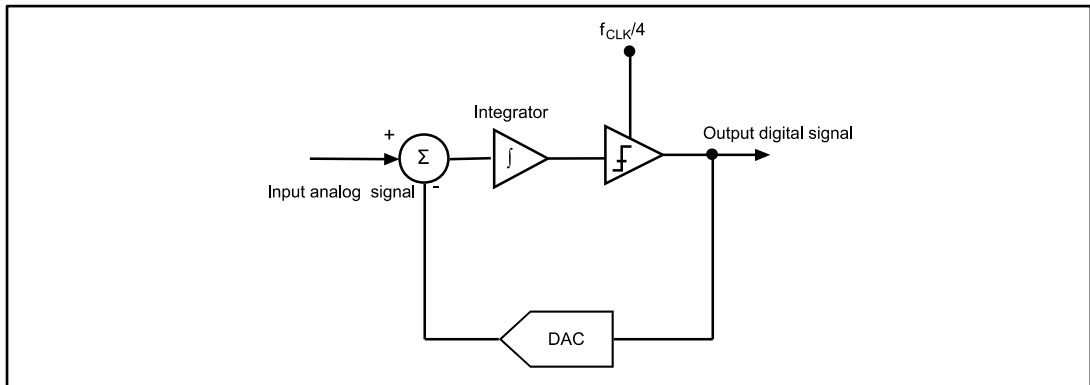 f_CLK/4
Integrator
+
Σ
∫
Output digital signal
Input analog signal
-
DAC